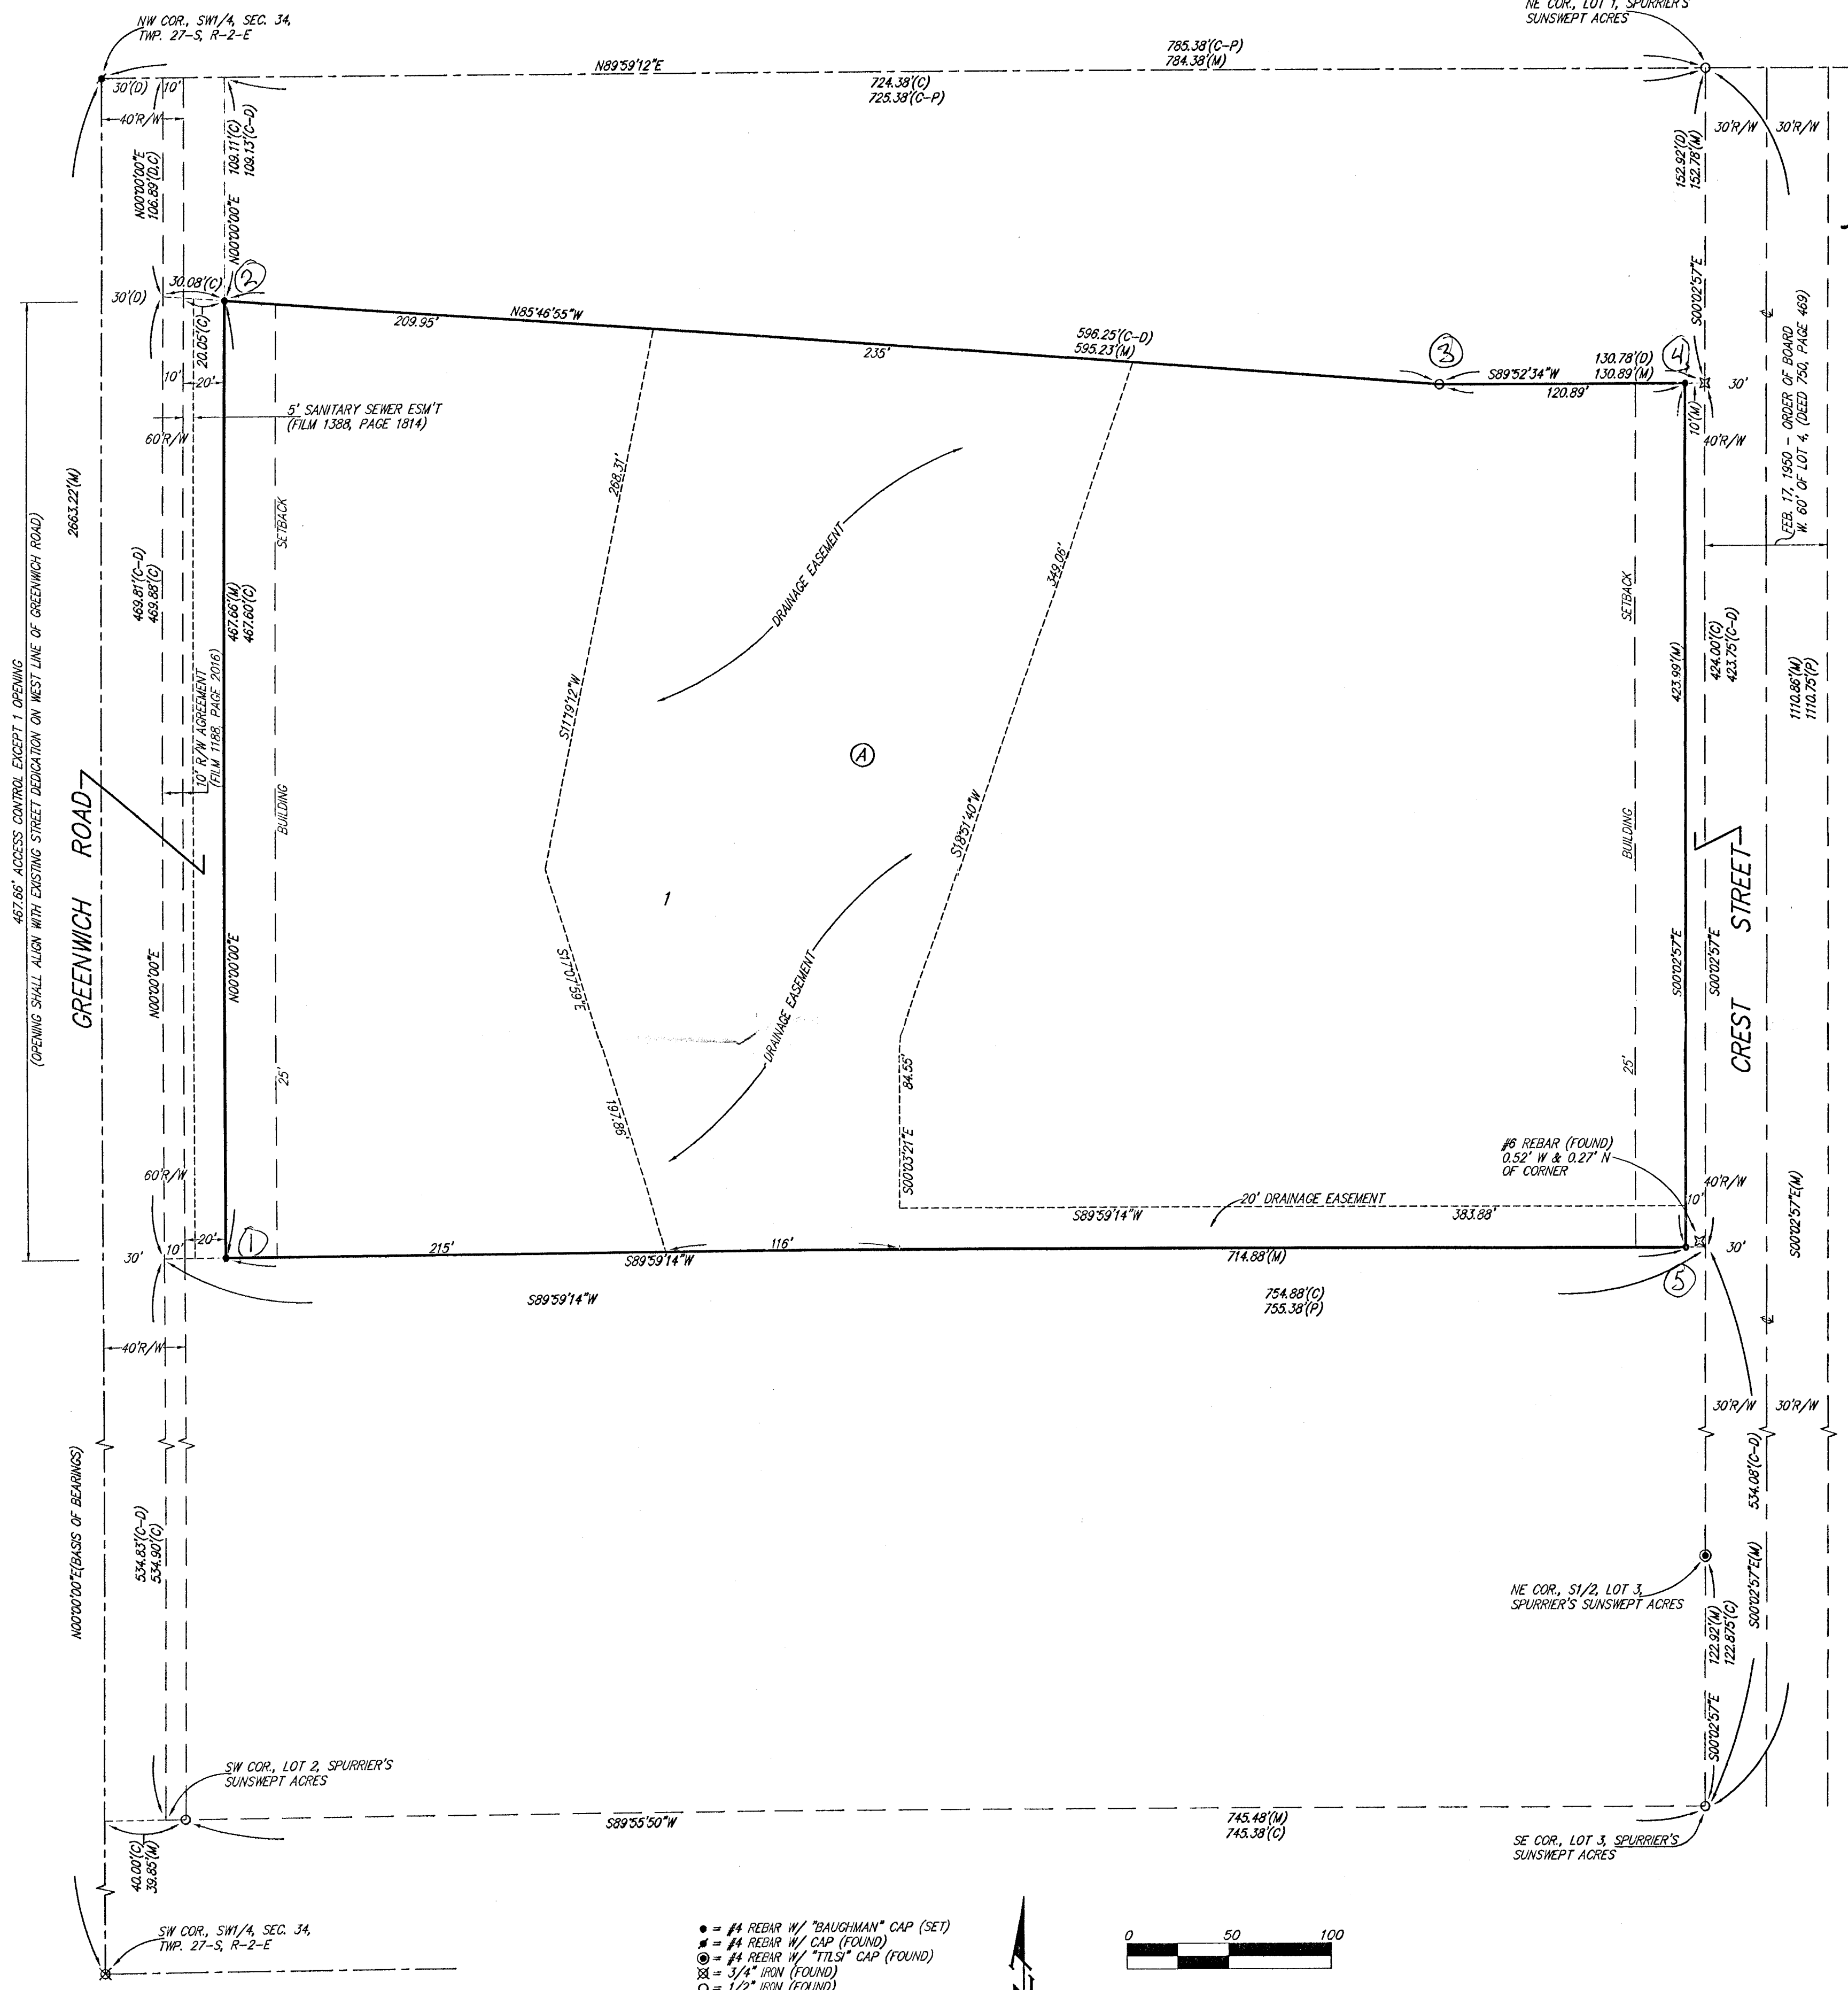 NW COR., SW1/4, SEC. 34,
TWP. 27-S, R-2-E
NE COR., LOT 1, SPURRIER'S
SUNSWEPT ACRES
N89°59'12"E
785.38'(C-P)
784.38'(M)
724.38'(C)
725.38'(C-P)
30'(D)
10'
40'R/W
N00°00'00"E
106.89'(D,C)
109.11'(C)
109.13'(C-D)
N00°00'00"E
152.92'(D)
152.78'(M)
30'R/W
30'R/W
S00°02'57"E
30.08'(C)
2
30'(D)
20.05'(C)
10'
20'
209.95'
N85°46'55"W
235'
596.25'(C-D)
595.23'(M)
3
S89°52'34"W
130.78'(D)
130.89'(M)
120.89'
4
30'
10'(M)
40'R/W
5' SANITARY SEWER ESM'T
(FILM 1388, PAGE 1814)
60'R/W
FEB. 17, 1950 - ORDER OF BOARD
W. 60' OF LOT 4, (DEED 750, PAGE 469)
2663.22'(M)
467.66' ACCESS CONTROL EXCEPT 1 OPENING
(OPENING SHALL ALIGN WITH EXISTING STREET DEDICATION ON WEST LINE OF GREENWICH ROAD)
469.81'(C-D)
469.88'(C)
467.66'(M)
467.60'(C)
10' R/W AGREEMENT
(FILM 1188, PAGE 2016)
SETBACK
BUILDING
25'
268.31'
S11°19'12"W
DRAINAGE EASEMENT
349.06'
S18°51'40"W
A
1
SETBACK
BUILDING
25'
423.99'(M)
424.00'(C)
423.75'(C-D)
1110.86'(M)
1110.75'(P)
GREENWICH ROAD
N00°00'00"E
N00°00'00"E
S17°07'59"E
197.86'
DRAINAGE EASEMENT
84.55'
S00°03'21"E
S00°02'57"E
S00°02'57"E
CREST STREET
#6 REBAR (FOUND)
0.52' W & 0.27' N
OF CORNER
60'R/W
20' DRAINAGE EASEMENT
S89°59'14"W
383.88'
40'R/W
10'
S00°02'57"E(M)
30'
10'
20'
1
215'
116'
S89°59'14"W
714.88'(M)
30'
5
S89°59'14"W
754.88'(C)
755.38'(P)
40'R/W
30'R/W
30'R/W
N00°00'00"E(BASIS OF BEARINGS)
534.83'(C-D)
534.90'(C)
534.08'(C-D)
S00°02'57"E(M)
NE COR., S1/2, LOT 3,
SPURRIER'S SUNSWEPT ACRES
122.92'(M)
122.875'(C)
S00°02'57"E
SW COR., LOT 2, SPURRIER'S
SUNSWEPT ACRES
S89°55'50"W
745.48'(M)
745.38'(C)
SE COR., LOT 3, SPURRIER'S
SUNSWEPT ACRES
40.00'(C)
39.85'(M)
SW COR., SW1/4, SEC. 34,
TWP. 27-S, R-2-E
= #4 REBAR W/ "BAUGHMAN" CAP (SET)
= #4 REBAR W/ CAP (FOUND)
= #4 REBAR W/ "TTLSI" CAP (FOUND)
= 3/4" IRON (FOUND)
= 1/2" IRON (FOUND)
0 50 100